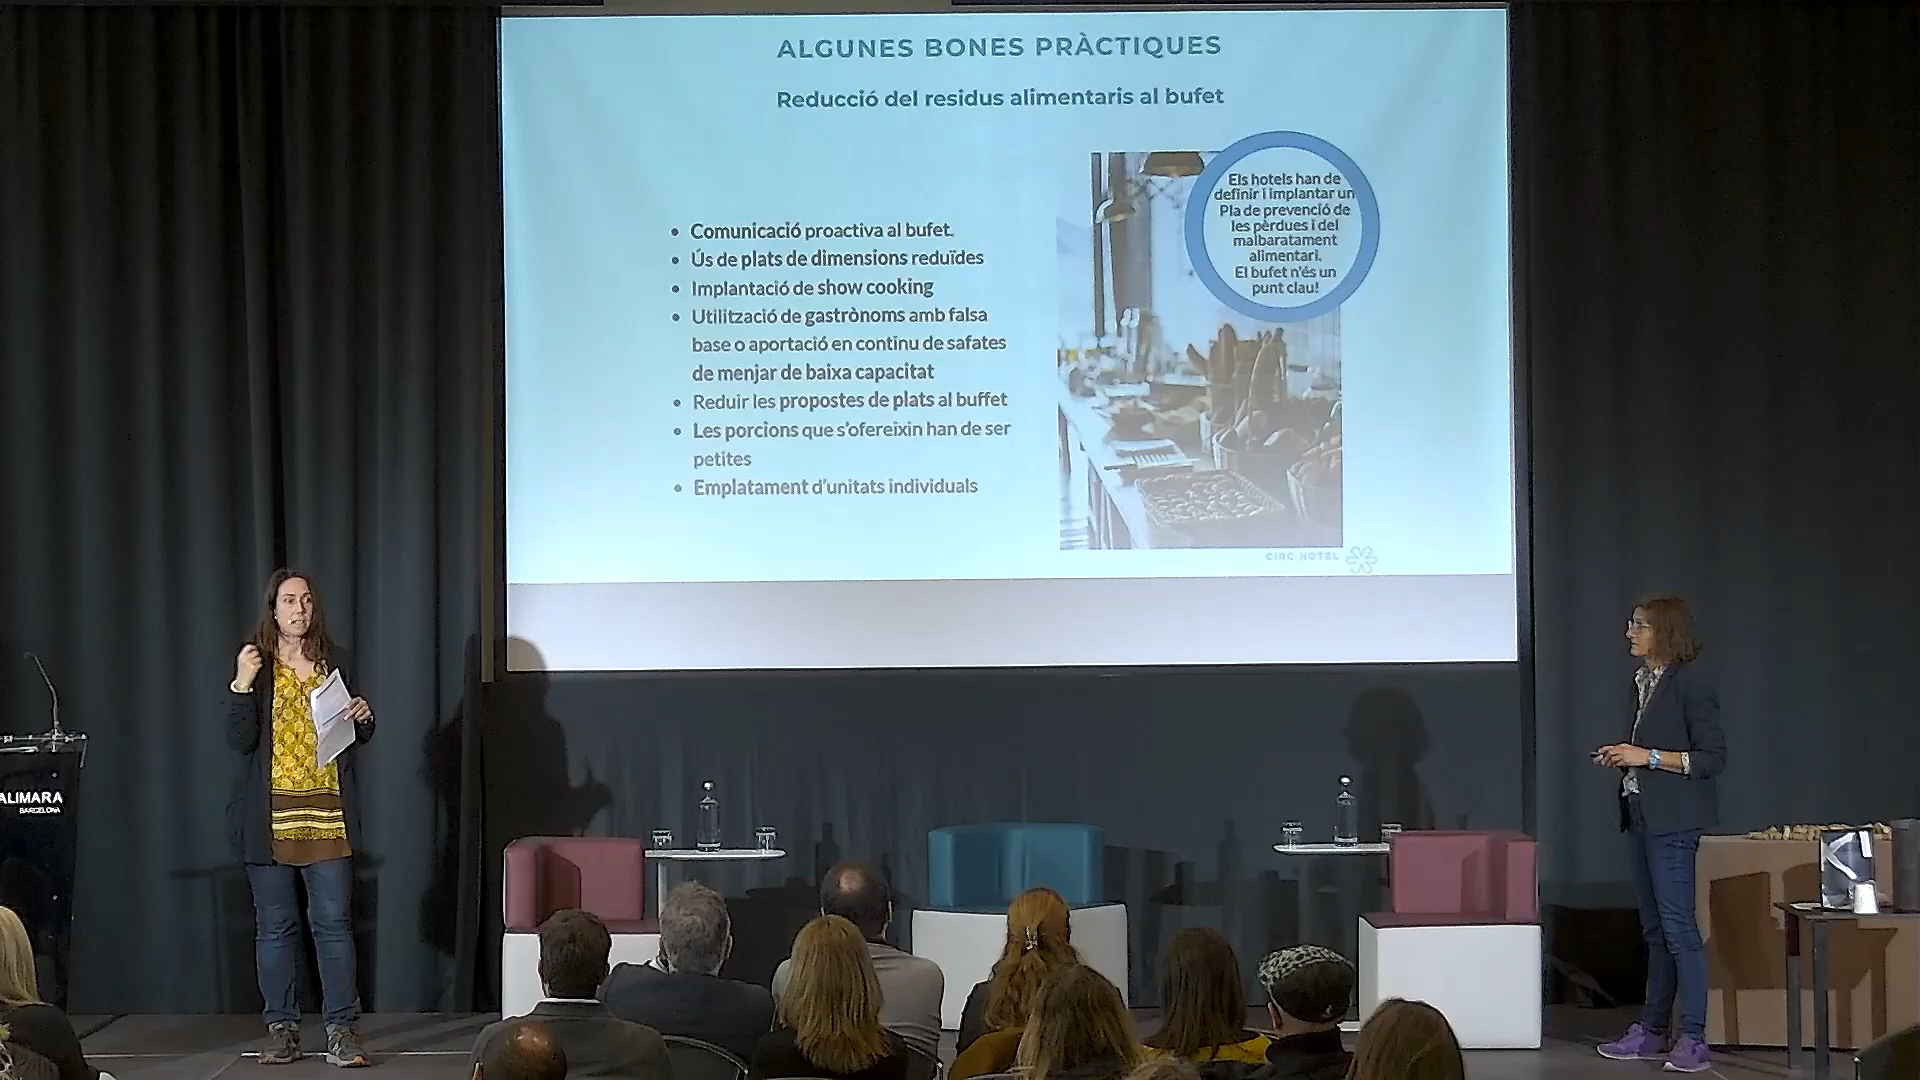 ALGUNES BONES PRÀCTIQUES
Reducció del residus alimentaris al bufet
• Comunicació proactiva al bufet.
• Ús de plats de dimensions reduïdes
• Implantació de show cooking
• Utilització de gastrònoms amb falsa
base o aportació en continu de safates
de menjar de baixa capacitat
• Reduir les propostes de plats al buffet
• Les porcions que s'ofereixin han de ser
petites
• Emplatament d'unitats individuals
Els hotels han de
definir i implantar un
Pla de prevenció de
les pèrdues i del
malbaratament
alimentari.
El bufet n'és un
punt clau!
CIRC HOTEL
ALIMARA
BARCELONA